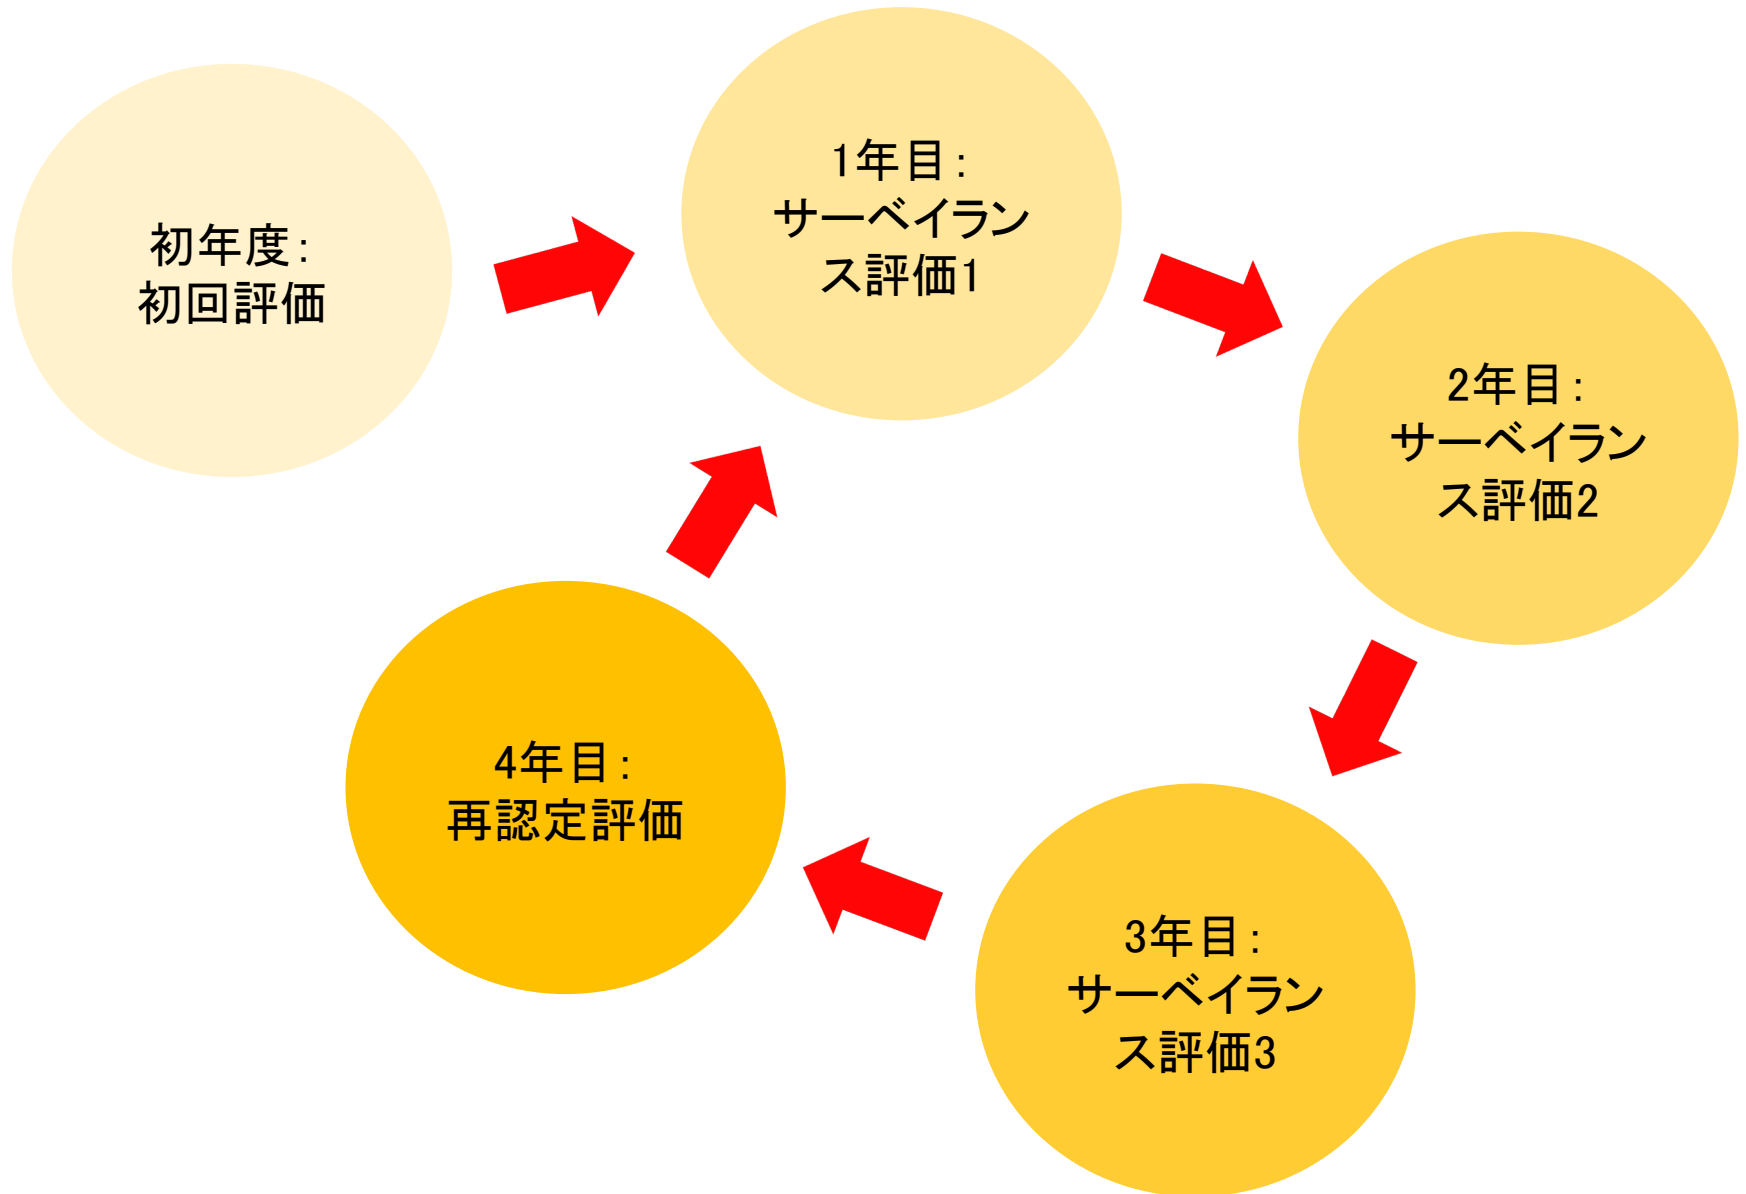 初年度：
初回評価
1年目：
サーベイラン
ス評価1
2年目：
サーベイラン
ス評価2
3年目：
サーベイラン
ス評価3
4年目：
再認定評価